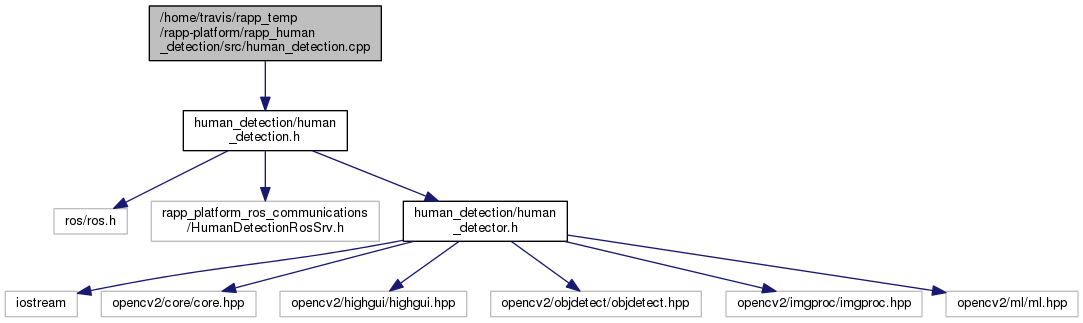 /home/travis/rapp_temp
/rapp-platform/rapp_human
_detection/src/human_detection.cpp
human_detection/human
_detection.h
ros/ros.h
rapp_platform_ros_communications
/HumanDetectionRosSrv.h
human_detection/human
_detector.h
iostream
opencv2/core/core.hpp
opencv2/highgui/highgui.hpp
opencv2/objdetect/objdetect.hpp
opencv2/imgproc/imgproc.hpp
opencv2/ml/ml.hpp